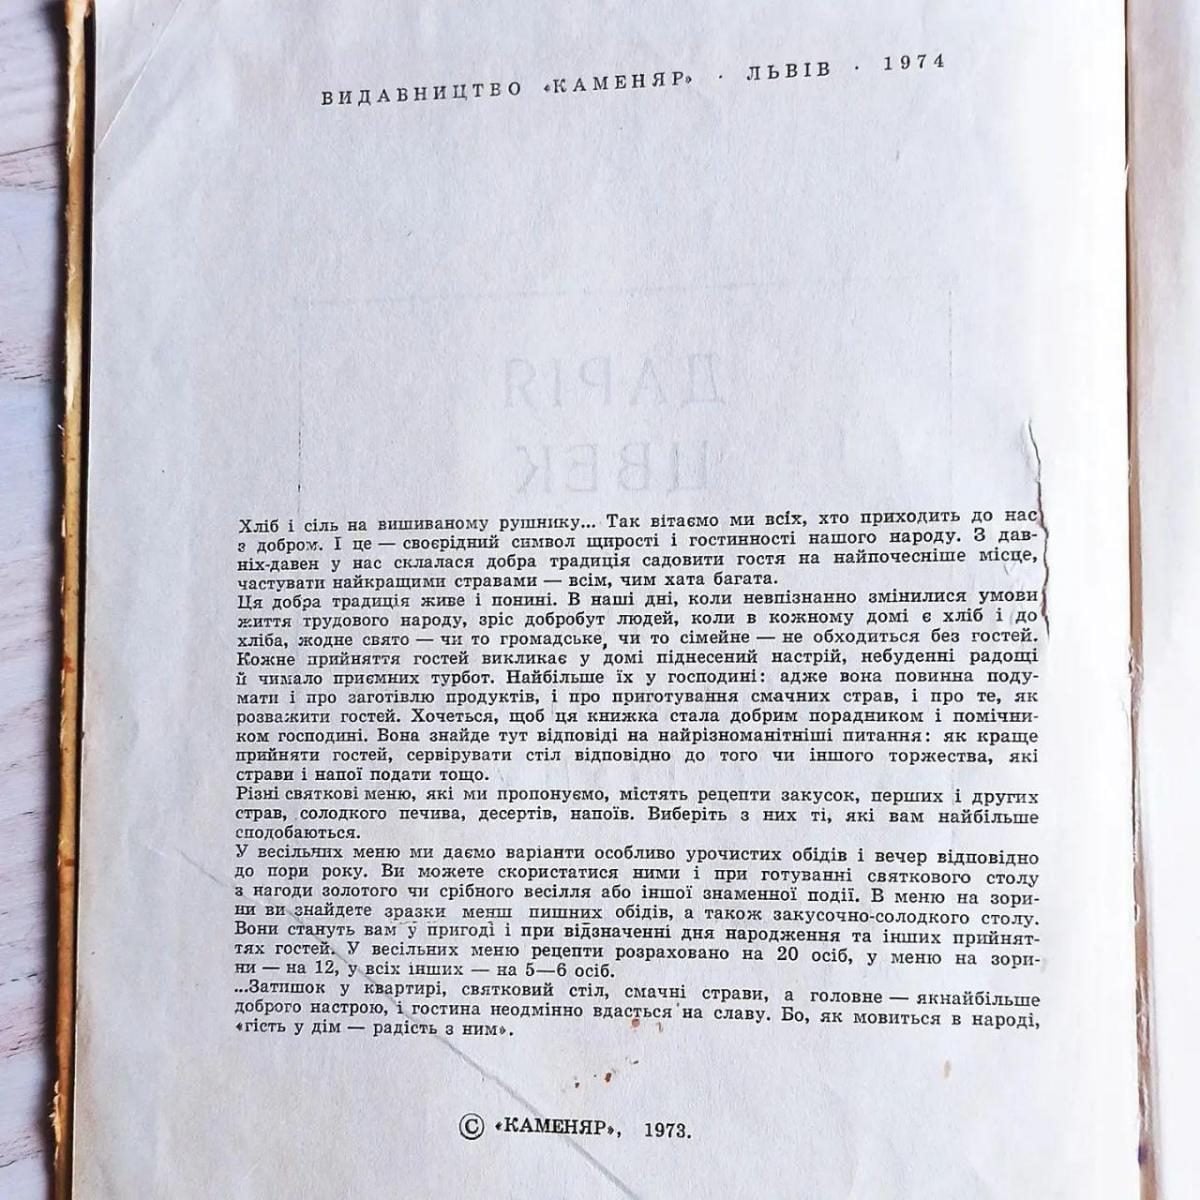 ВИДАВНИЦТВО «КАМЕНЯР» · ЛЬВІВ · 1974
ДАРІЯ
ЦВЕК
Хліб і сіль на вишиваному рушнику... Так вітаємо ми всіх, хто приходить до нас
з добром. І це — своєрідний символ щирості і гостинності нашого народу. З дав-
ніх-давен у нас склалася добра традиція садовити гостя на найпочесніше місце,
частувати найкращими стравами — всім, чим хата багата.
Ця добра традиція живе і понині. В наші дні, коли невпізнанно змінилися умови
життя трудового народу, зріс добробут людей, коли в кожному домі є хліб і до
хліба, жодне свято — чи то громадське, чи то сімейне — не обходиться без гостей.
Кожне прийняття гостей викликає у домі піднесений настрій, небуденні радощі
й чимало приємних турбот. Найбільше їх у господині: адже вона повинна поду-
мати і про заготівлю продуктів, і про приготування смачних страв, і про те, як
розважити гостей. Хочеться, щоб ця книжка стала добрим порадником і помічни-
ком господині. Вона знайде тут відповіді на найрізноманітніші питання: як краще
прийняти гостей, сервірувати стіл відповідно до того чи іншого торжества, які
страви і напої подати тощо.
Різні святкові меню, які ми пропонуємо, містять рецепти закусок, перших і других
страв, солодкого печива, десертів, напоїв. Виберіть з них ті, які вам найбільше
сподобаються.
У весільних меню ми даємо варіанти особливо урочистих обідів і вечер відповідно
до пори року. Ви можете скористатися ними і при готуванні святкового столу
з нагоди золотого чи срібного весілля або іншої знаменної події. В меню на зори-
ни ви знайдете зразки менш пишних обідів, а також закусочно-солодкого столу.
Вони стануть вам у пригоді і при відзначенні дня народження та інших прийнят-
тях гостей. У весільних меню рецепти розраховано на 20 осіб, у меню на зори-
ни — на 12, у всіх інших — на 5—6 осіб.
...Затишок у квартирі, святковий стіл, смачні страви, а головне — якнайбільше
доброго настрою, і гостина неодмінно вдасться на славу. Бо, як мовиться в народі,
«гість у дім — радість з ним».
© «КАМЕНЯР», 1973.